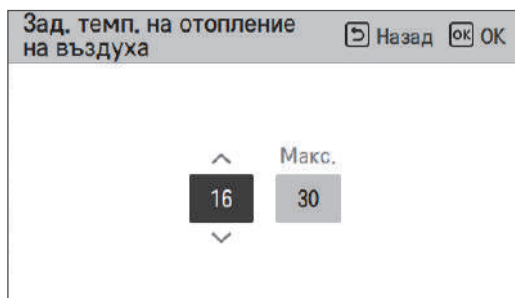 Зад. темп. на отопление
на въздуха
Назад OK OK
Макс.
16 30